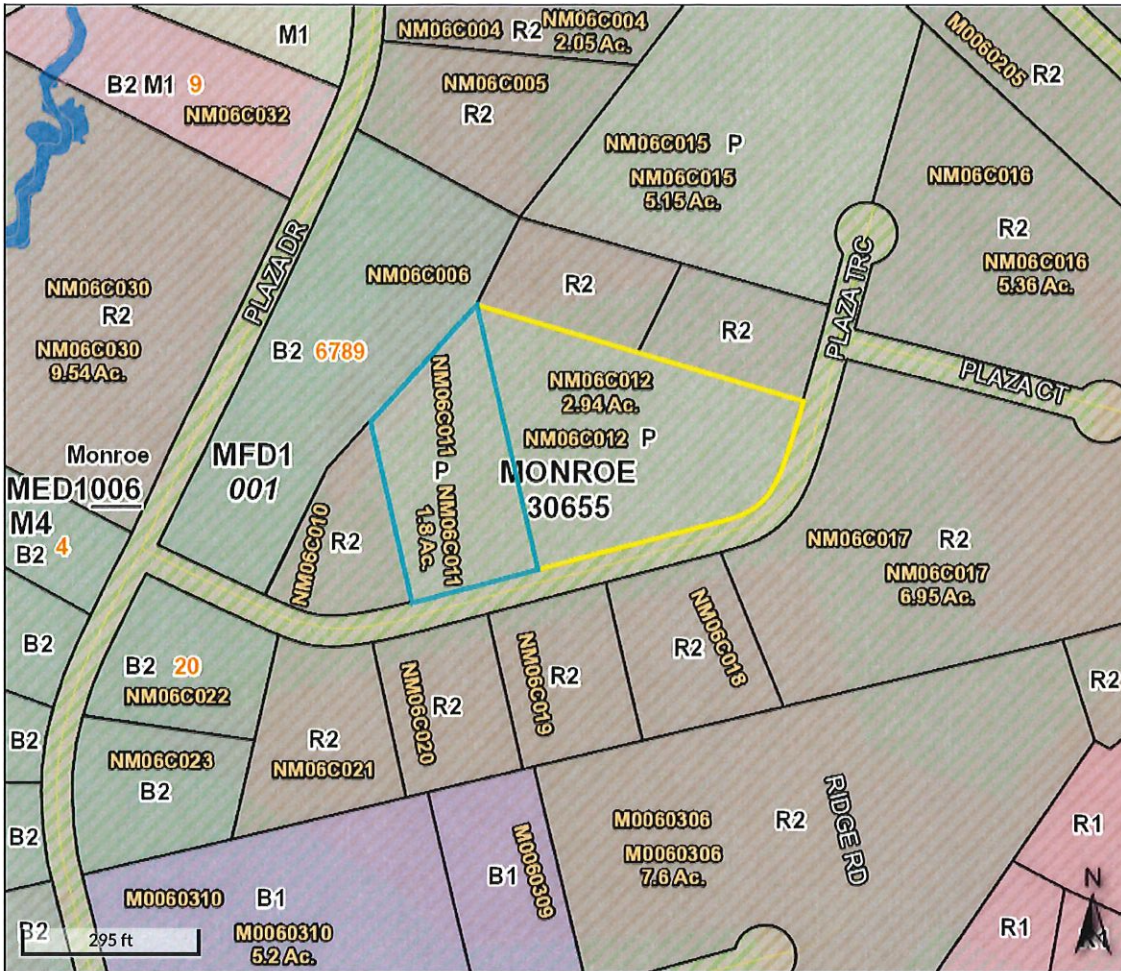 M1
NM06C004 R2
NM06C004
2.05 Ac.
M0060205 R2
B2 M1 9
NM06C032
NM06C005
R2
NM06C015 P
NM06C015
5.15 Ac.
NM06C016
R2
NM06C016
5.36 Ac.
PLAZA DR
NM06C006
B2 6789
NM06C030
R2
NM06C030
9.54 Ac.
R2
R2
PLAZA TRC
PLAZA CT
NM06C012
2.94 Ac.
NM06C012 P
MONROE
30655
NM06C011
P
NM06C011
1.8 Ac.
Monroe
MED1006
M4
B2 4
MFD1
001
NM06C010
R2
NM06C017 R2
NM06C017
6.95 Ac.
B2
B2 20
NM06C022
NM06C020
R2
NM06C019
R2
R2
NM06C018
R2
B2
NM06C023
B2
R2
NM06C021
B2
M0060306 R2
M0060306
7.6 Ac.
RIDGE RD
R1
M0060310 B1
M0060310
5.2 Ac.
B1
M0060309
R1
N
R1
B2
295 ft